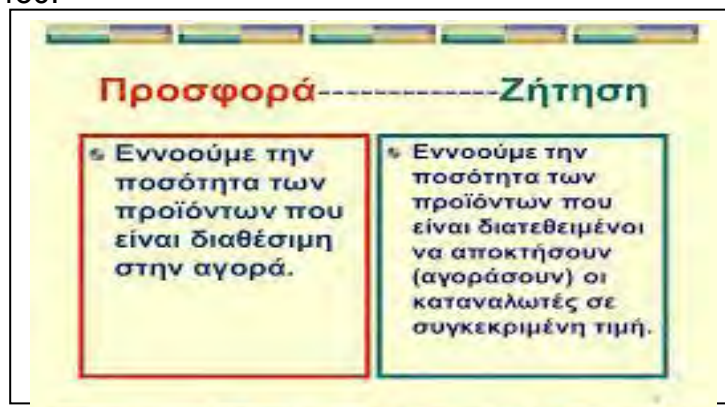 Προσφορά-------------Ζήτηση
Εννοούμε την
ποσότητα των
προϊόντων που
είναι διαθέσιμη
στην αγορά.
Εννοούμε την
ποσότητα των
προϊόντων που
είναι διατεθειμένοι
να αποκτήσουν
(αγοράσουν) οι
καταναλωτές σε
συγκεκριμένη τιμή.